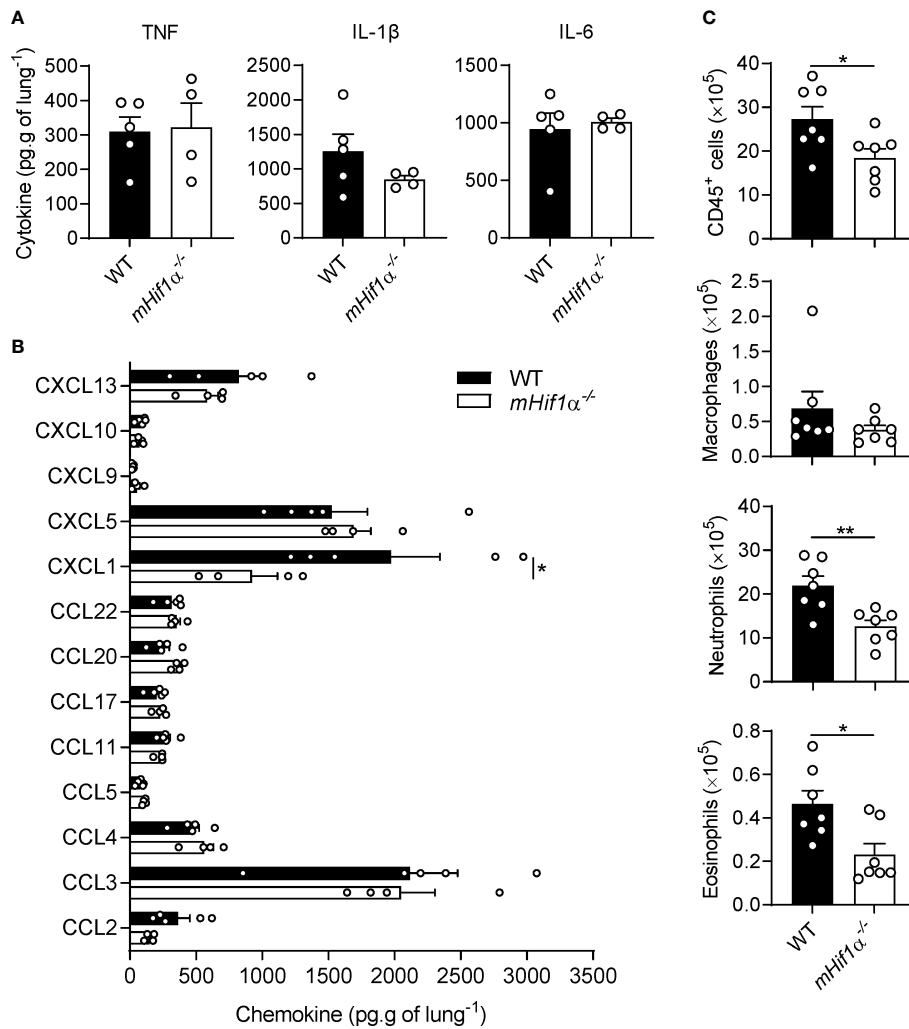 A
TNF
IL-1β
IL-6
Cytokine (pg.g of lung⁻¹)
500
400
300
200
100
0
WT
mHif1α⁻/⁻
2500
2000
1500
1000
500
0
WT
mHif1α⁻/⁻
1500
1000
500
0
WT
mHif1α⁻/⁻
B
WT
mHif1α⁻/⁻
CXCL13
CXCL10
CXCL9
CXCL5
CXCL1
*
CCL22
CCL20
CCL17
CCL11
CCL5
CCL4
CCL3
CCL2
0 500 1000 1500 2000 2500 3000 3500
Chemokine (pg.g of lung⁻¹)
C
CD45⁺ cells (×10⁵)
40
30
20
10
0
*
Macrophages (×10⁵)
2.5
2.0
1.5
1.0
0.5
0.0
Neutrophils (×10⁵)
40
30
20
10
0
**
Eosinophils (×10⁵)
0.8
0.6
0.4
0.2
0.0
*
WT
mHif1α⁻/⁻